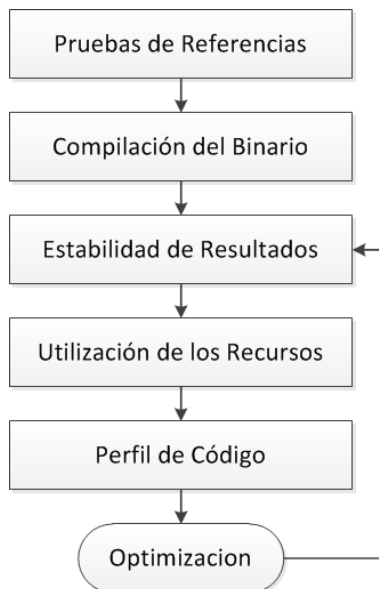 Pruebas de Referencias
Compilación del Binario
Estabilidad de Resultados
Utilización de los Recursos
Perfil de Código
Optimizacion